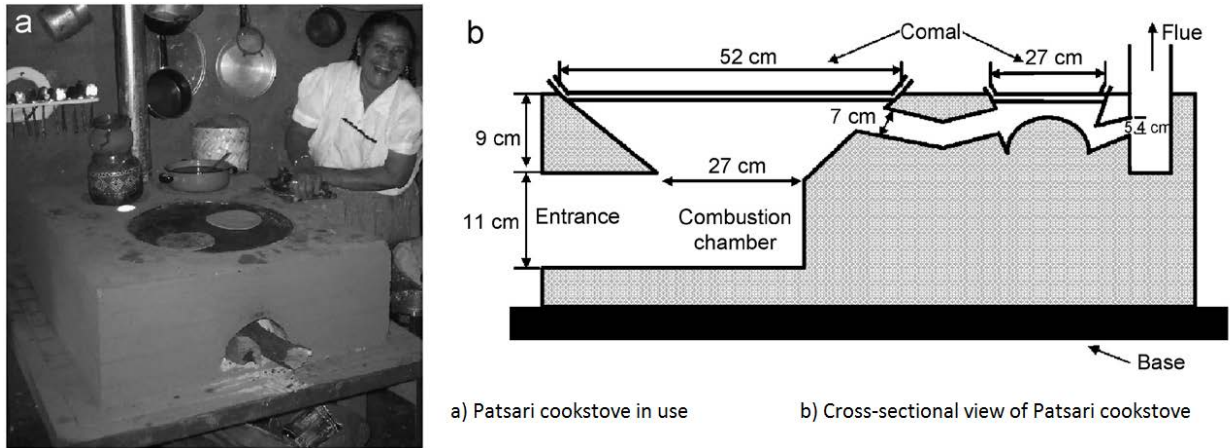 a
b
Comal
Flue
52 cm
27 cm
7 cm
5.4 cm
9 cm
27 cm
11 cm
Entrance
Combustion
chamber
Base
a) Patsari cookstove in use
b) Cross-sectional view of Patsari cookstove